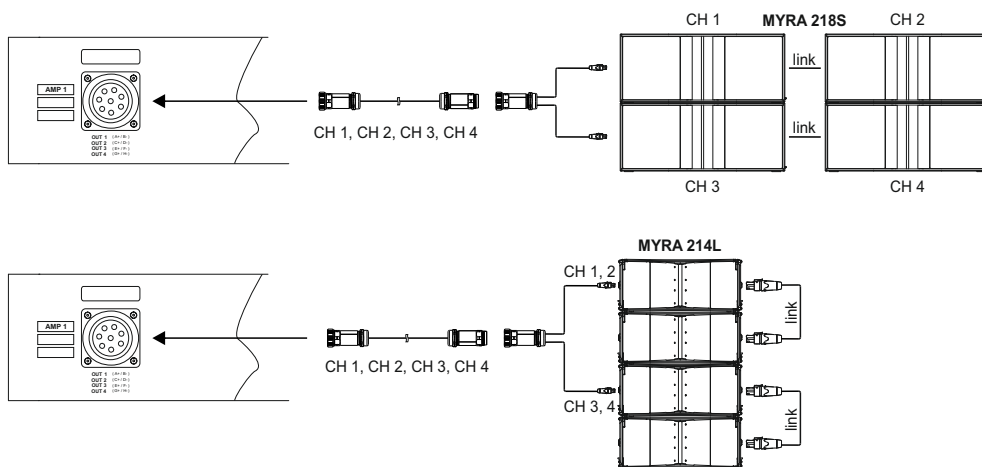 CH 1 MYRA 218S CH 2
AMP 1
link
CH 1, CH 2, CH 3, CH 4
OUT 1 (A+ / B-)
OUT 2 (C+ / D-)
OUT 3 (E+ / F-)
OUT 4 (G+ / H-)
link
CH 3 CH 4
MYRA 214L
CH 1, 2
AMP 1
link
CH 1, CH 2, CH 3, CH 4
OUT 1 (A+ / B-)
OUT 2 (C+ / D-)
OUT 3 (E+ / F-)
OUT 4 (G+ / H-)
CH 3, 4
link